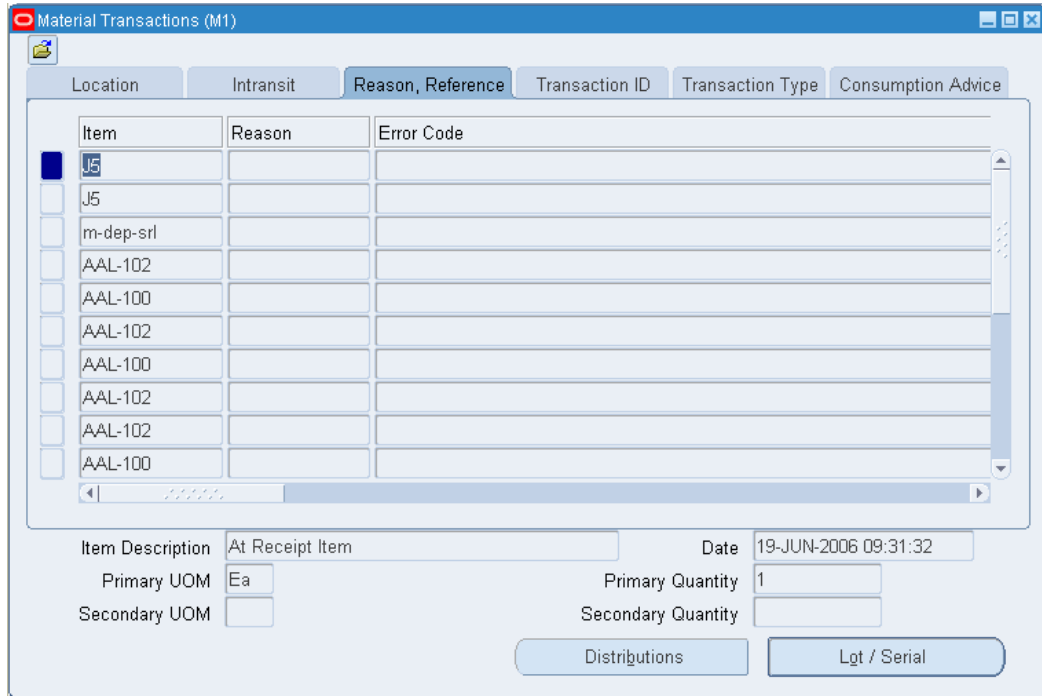 Material Transactions (M1)
Location Intransit Reason, Reference Transaction ID Transaction Type Consumption Advice
Item Reason Error Code
J5
J5
m-dep-srl
AAL-102
AAL-100
AAL-102
AAL-100
AAL-102
AAL-102
AAL-100
Item Description At Receipt Item Date 19-JUN-2006 09:31:32
Primary UOM Ea Primary Quantity 1
Secondary UOM Secondary Quantity
Distributions Lot / Serial